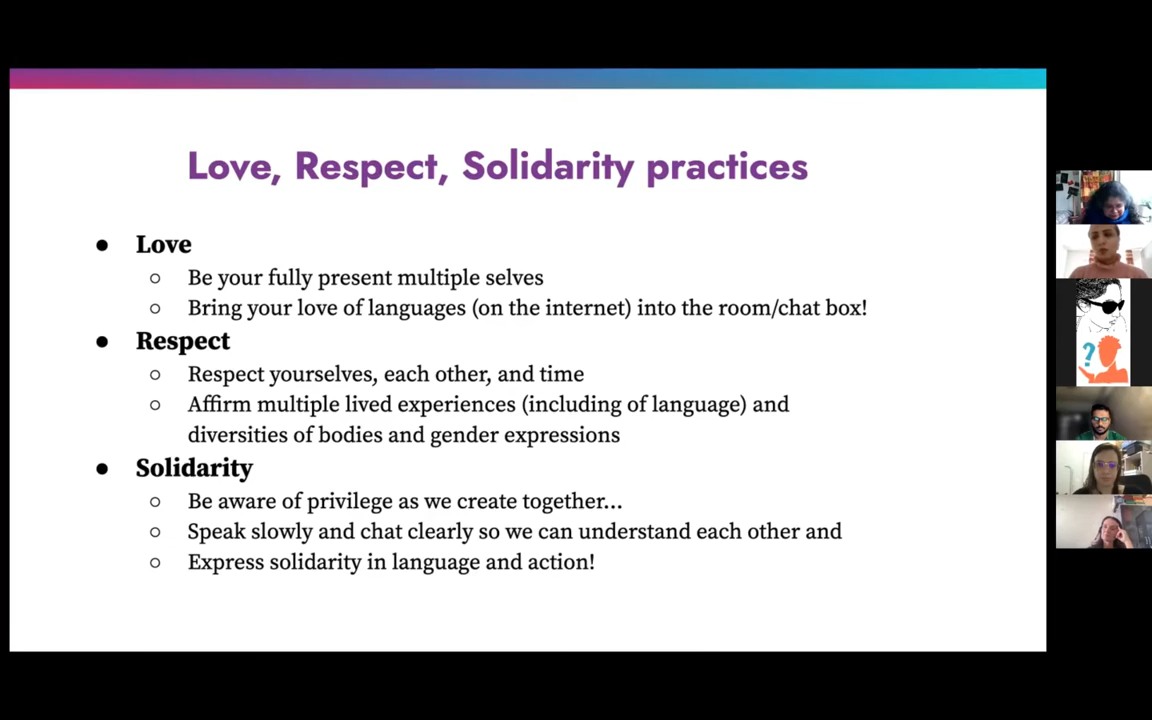 Love, Respect, Solidarity practices
● Love
○ Be your fully present multiple selves
○ Bring your love of languages (on the internet) into the room/chat box!
● Respect
○ Respect yourselves, each other, and time
○ Affirm multiple lived experiences (including of language) and
diversities of bodies and gender expressions
● Solidarity
○ Be aware of privilege as we create together...
○ Speak slowly and chat clearly so we can understand each other and
○ Express solidarity in language and action!
?